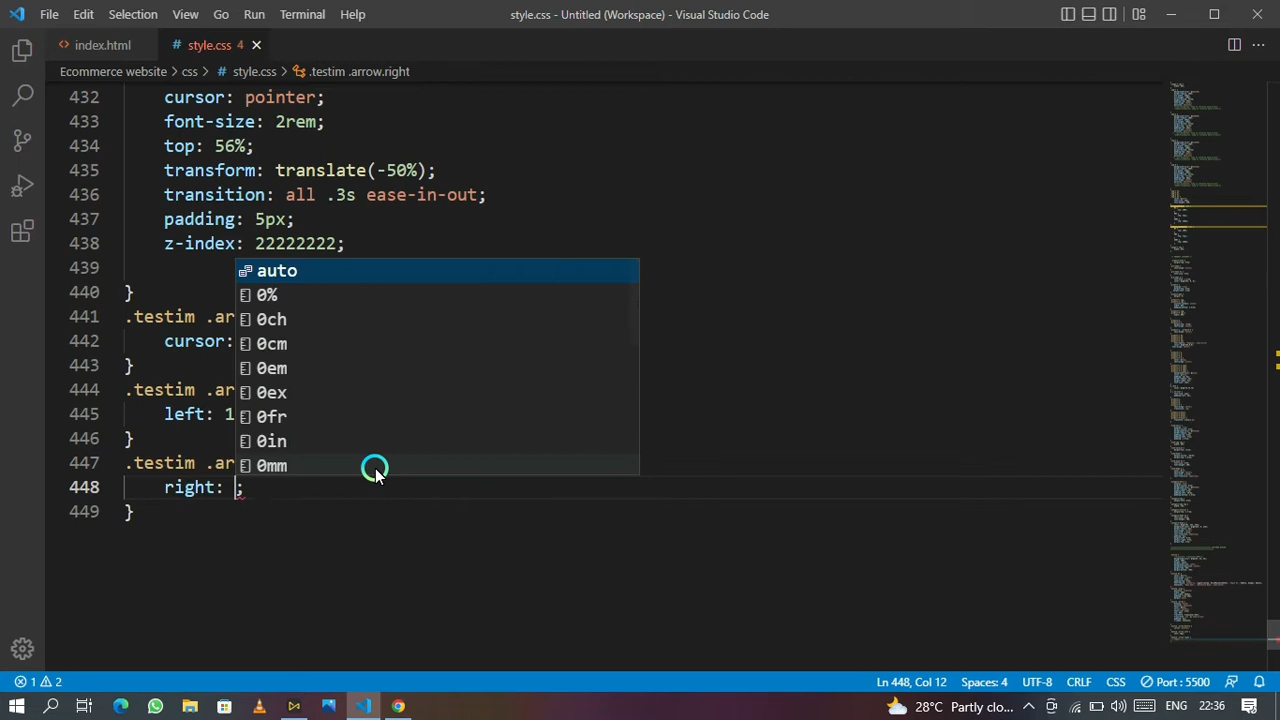 File Edit Selection View Go Run Terminal Help
style.css - Untitled (Workspace) - Visual Studio Code
index.html
# style.css 4
Ecommerce website > css > # style.css > .testim .arrow.right
432 cursor: pointer;
433 font-size: 2rem;
434 top: 56%;
435 transform: translate(-50%);
436 transition: all .3s ease-in-out;
437 padding: 5px;
438 z-index: 22222222;
439
440 }
441 .testim .ar
442 cursor:
443 }
444 .testim .ar
445 left: 1
446 }
447 .testim .ar
448 right: ;
449 }
auto
0%
0ch
0cm
0em
0ex
0fr
0in
0mm
1 2
Ln 448, Col 12 Spaces: 4 UTF-8 CRLF CSS Port : 5500
28°C Partly clo...
ENG 22:36